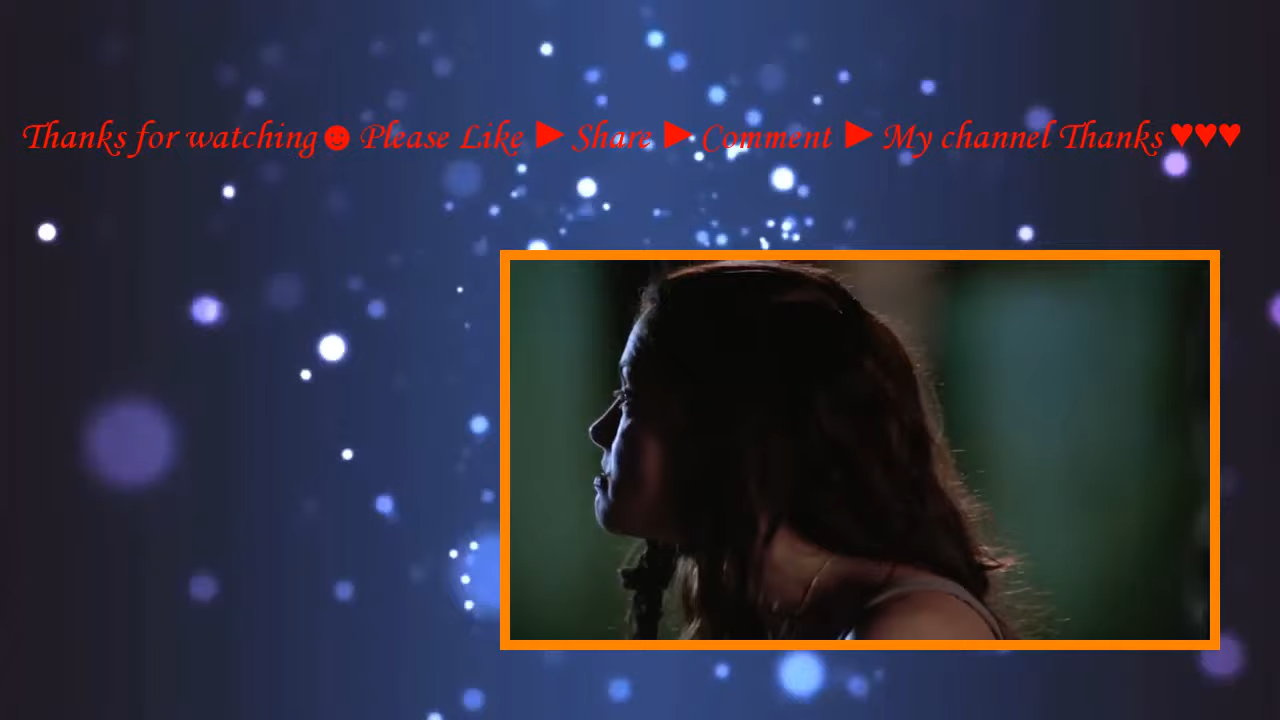 Thanks for watching☻Please Like ► Share ► Comment ► My channel Thanks ♥♥♥